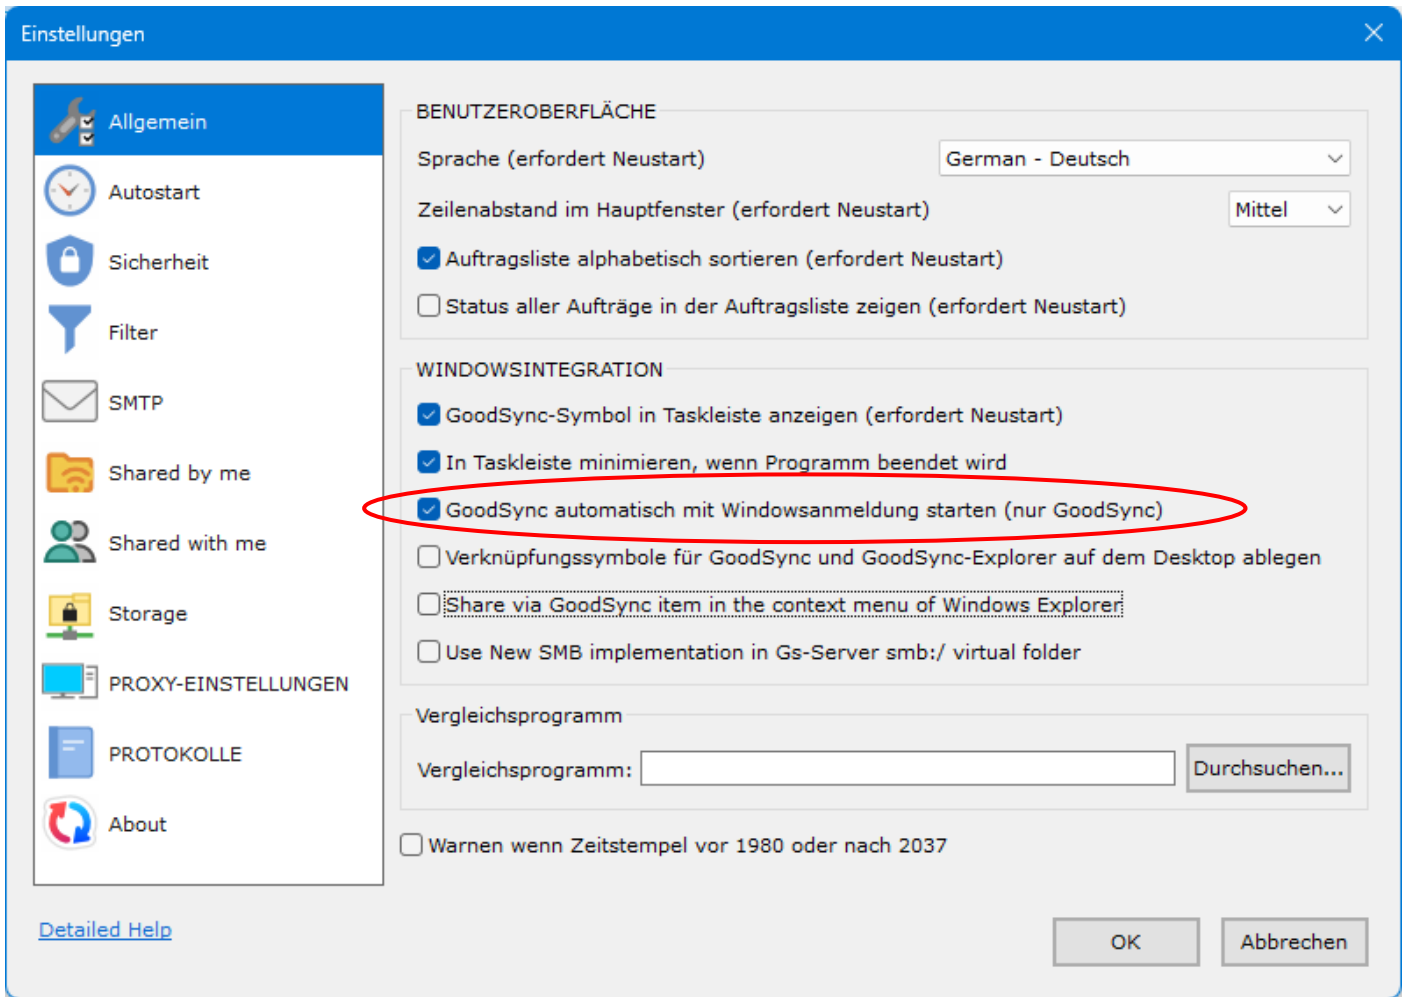 Einstellungen
Allgemein
Autostart
Sicherheit
Filter
SMTP
Shared by me
Shared with me
Storage
PROXY-EINSTELLUNGEN
PROTOKOLLE
About
Detailed Help
BENUTZEROBERFLÄCHE
Sprache (erfordert Neustart) German - Deutsch
Zeilenabstand im Hauptfenster (erfordert Neustart) Mittel
Auftragsliste alphabetisch sortieren (erfordert Neustart)
Status aller Aufträge in der Auftragsliste zeigen (erfordert Neustart)
WINDOWSINTEGRATION
GoodSync-Symbol in Taskleiste anzeigen (erfordert Neustart)
In Taskleiste minimieren, wenn Programm beendet wird
GoodSync automatisch mit Windowsanmeldung starten (nur GoodSync)
Verknüpfungssymbole für GoodSync und GoodSync-Explorer auf dem Desktop ablegen
Share via GoodSync item in the context menu of Windows Explorer
Use New SMB implementation in Gs-Server smb:/ virtual folder
Vergleichsprogramm
Vergleichsprogramm: Durchsuchen...
Warnen wenn Zeitstempel vor 1980 oder nach 2037
OK Abbrechen